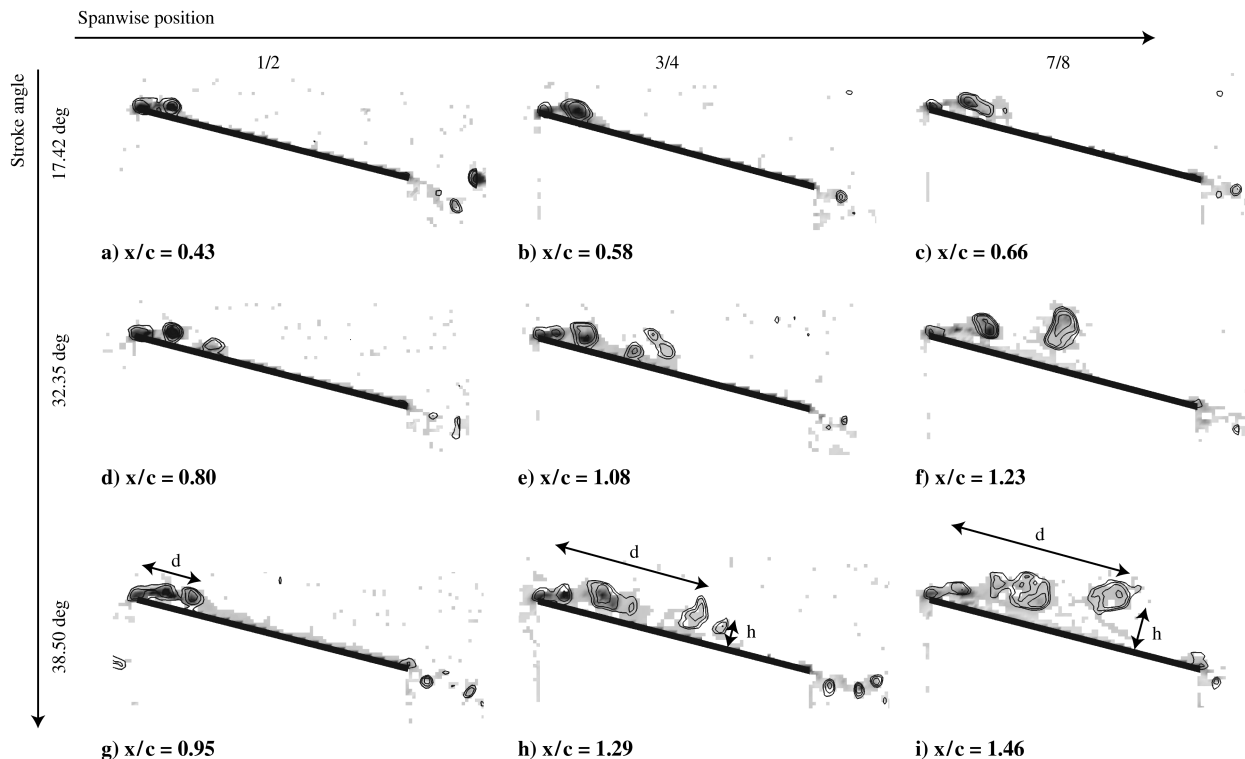 Spanwise position
1/2 3/4 7/8
Stroke angle
17.42 deg
a) x/c = 0.43 b) x/c = 0.58 c) x/c = 0.66
32.35 deg
d) x/c = 0.80 e) x/c = 1.08 f) x/c = 1.23
d d d
h h
38.50 deg
g) x/c = 0.95 h) x/c = 1.29 i) x/c = 1.46